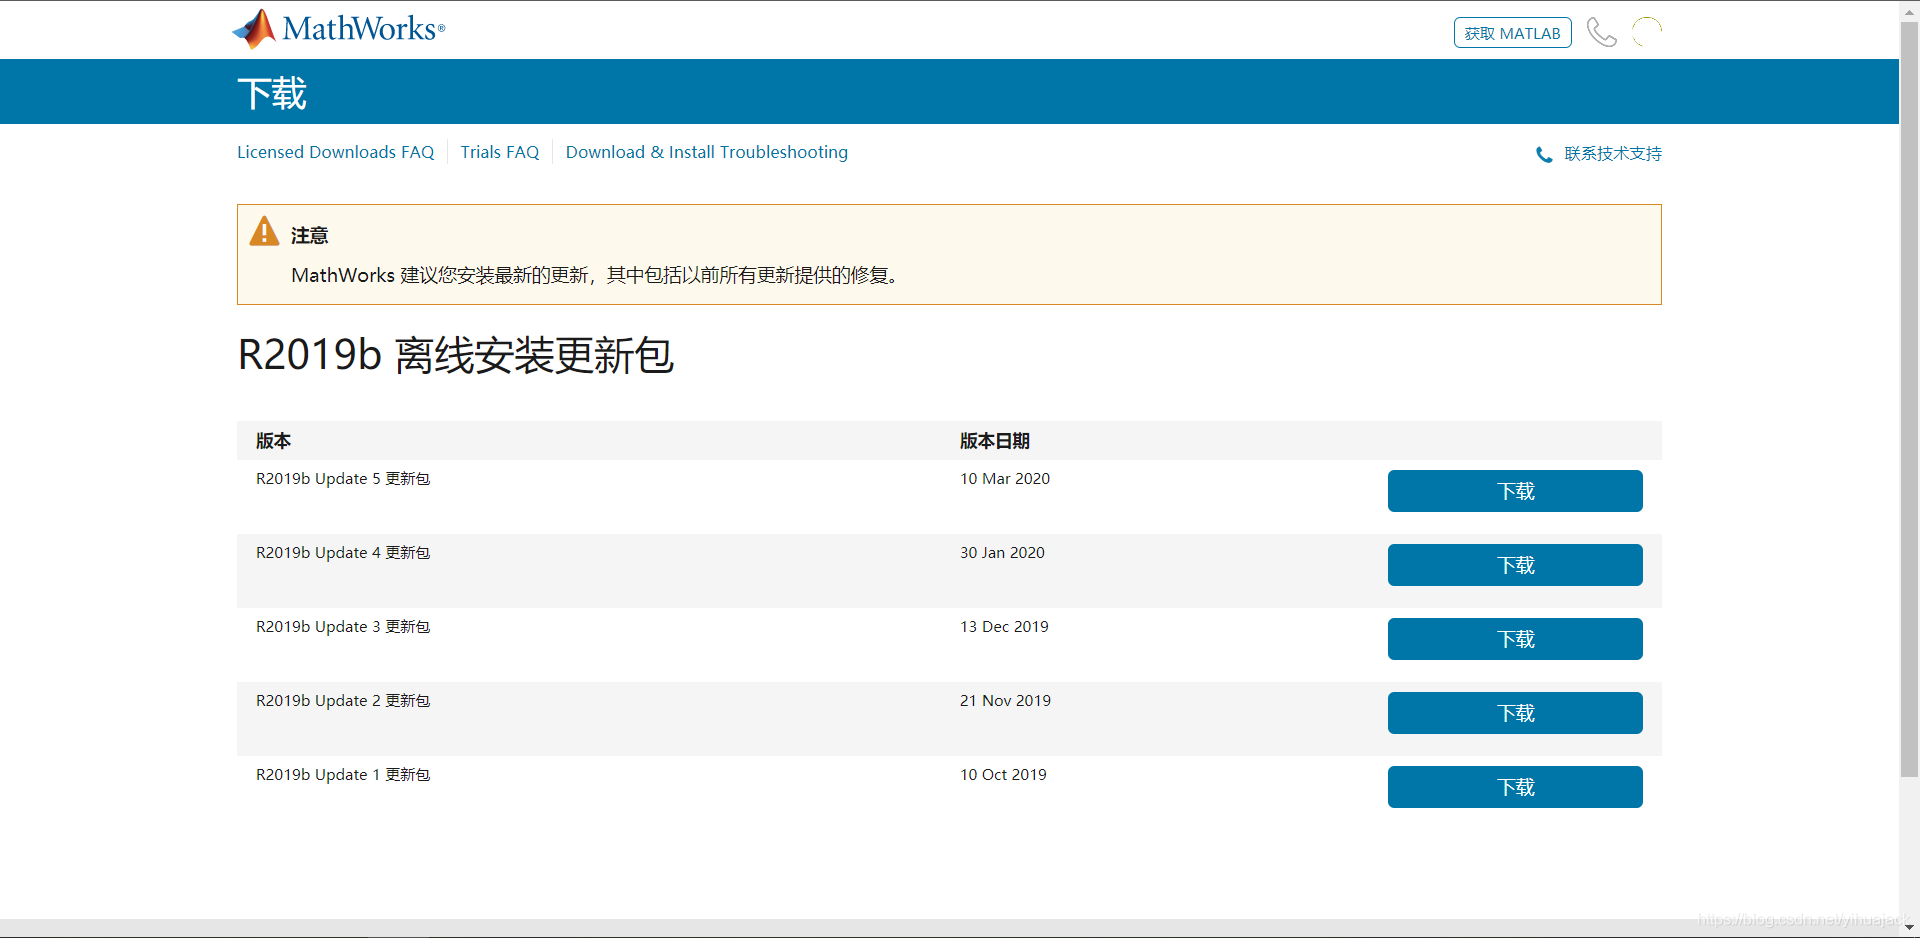 MathWorks®
获取 MATLAB
下载
Licensed Downloads FAQ
Trials FAQ
Download & Install Troubleshooting
联系技术支持
注意
MathWorks 建议您安装最新的更新，其中包括以前所有更新提供的修复。
R2019b 离线安装更新包
版本 版本日期
R2019b Update 5 更新包 10 Mar 2020 下载
R2019b Update 4 更新包 30 Jan 2020 下载
R2019b Update 3 更新包 13 Dec 2019 下载
R2019b Update 2 更新包 21 Nov 2019 下载
R2019b Update 1 更新包 10 Oct 2019 下载
https://blog.csdn.net/yihuajack